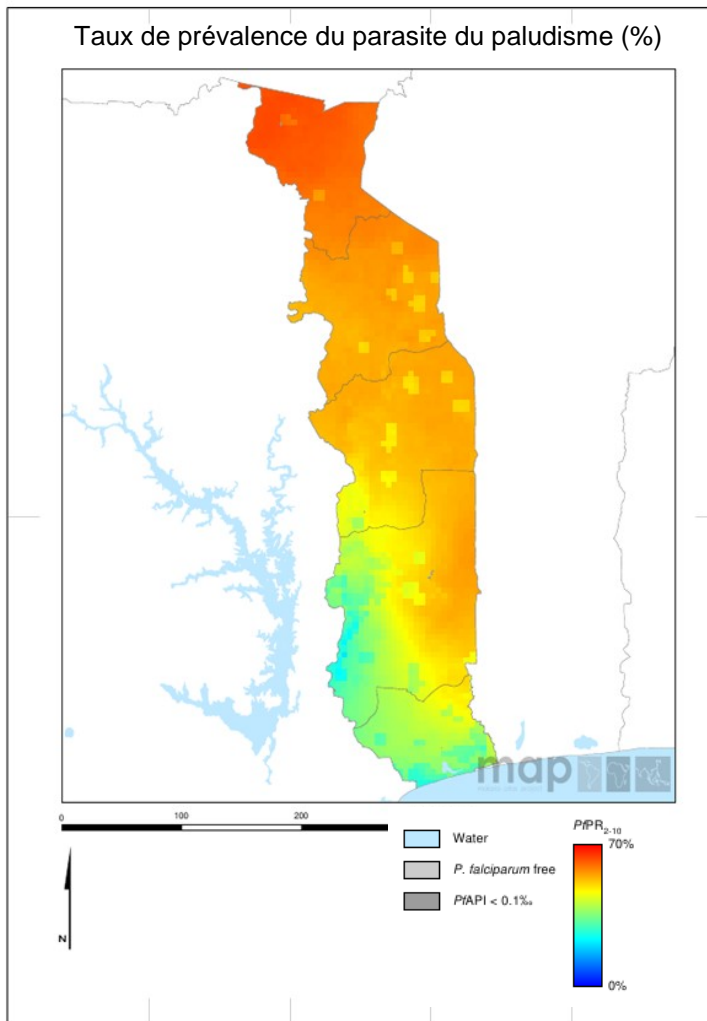 Taux de prévalence du parasite du paludisme (%)
map
0 100 200
Water
P. falciparum free
PfAPI < 0.1‰
PfPR2-10
70%
0%
N